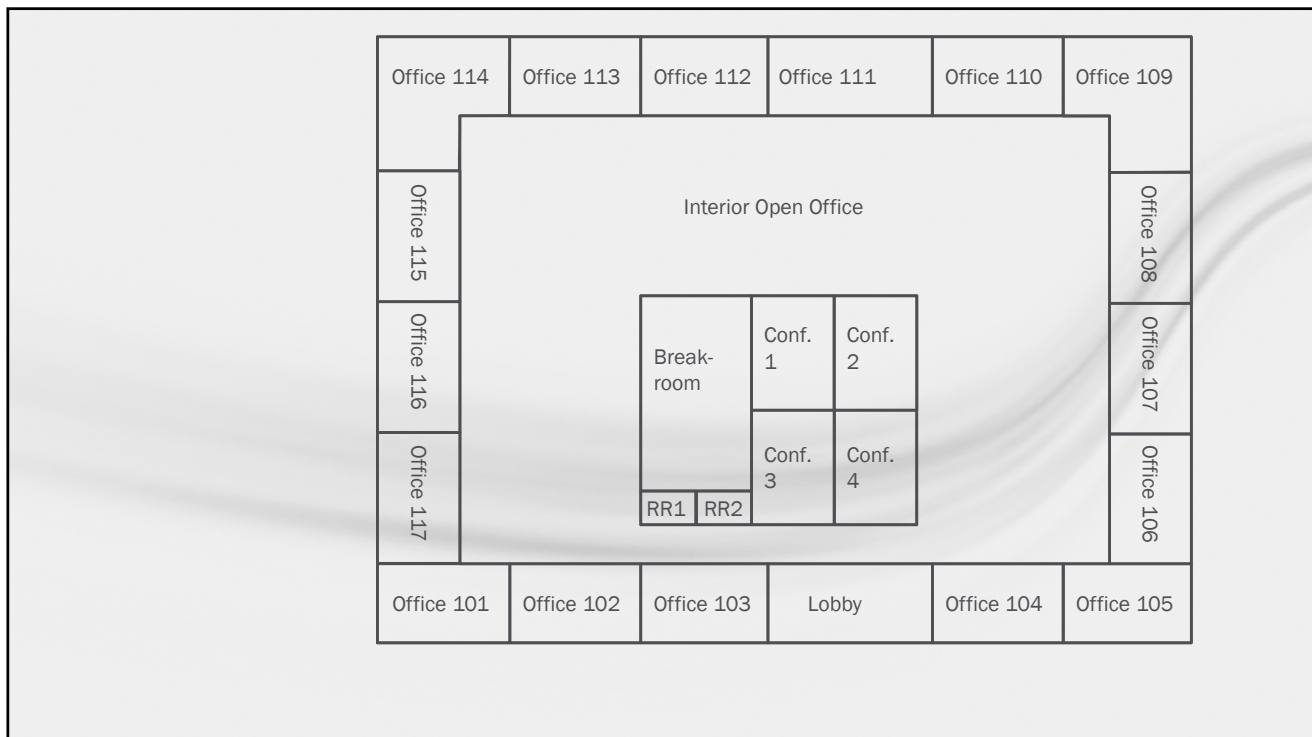 Office 114
Office 113
Office 112
Office 111
Office 110
Office 109
Office 115
Interior Open Office
Office 108
Office 116
Break-
room
Conf.
1
Conf.
2
Office 107
Office 117
Conf.
3
Conf.
4
RR1
RR2
Office 106
Office 101
Office 102
Office 103
Lobby
Office 104
Office 105